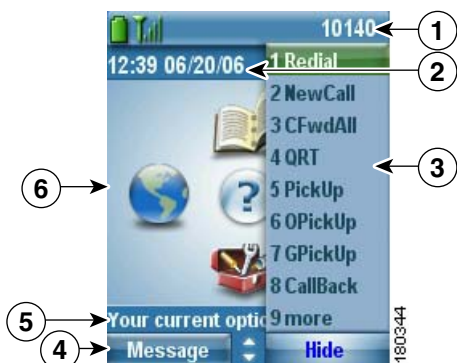 10140
1
12:39 06/20/06
2
1 Redial
2 NewCall
3 CFwdAll
4 QRT
5 PickUp
6 OPickUp
7 GPickUp
8 CallBack
9 more
3
6
?
5
Your current optio
4
Message
Hide
180344